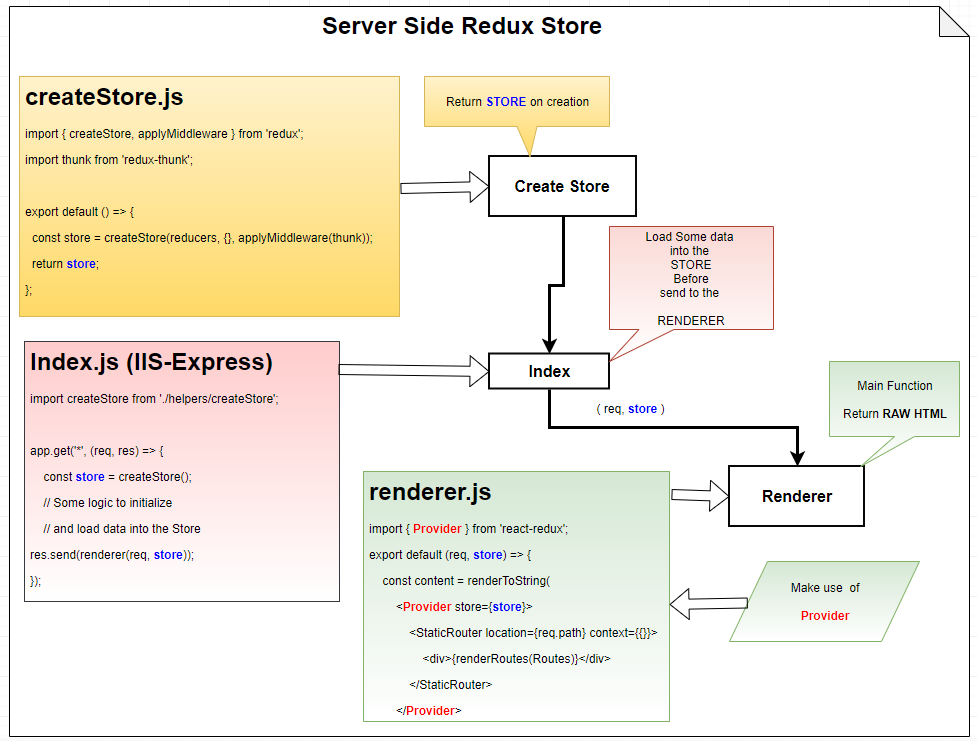 Server Side Redux Store
createStore.js
import { createStore, applyMiddleware } from 'redux';
import thunk from 'redux-thunk';
export default () => {
const store = createStore(reducers, {}, applyMiddleware(thunk));
return store;
};
Return STORE on creation
Create Store
Load Some data
into the
STORE
Before
send to the
RENDERER
Index.js (IIS-Express)
import createStore from './helpers/createStore';
app.get('*', (req, res) => {
const store = createStore();
// Some logic to initialize
// and load data into the Store
res.send(renderer(req, store));
});
Index
( req, store )
Main Function
Return RAW HTML
Renderer
renderer.js
import { Provider } from 'react-redux';
export default (req, store) => {
const content = renderToString(
<Provider store={store}>
<StaticRouter location={req.path} context={{}}>
<div>{renderRoutes(Routes)}</div>
</StaticRouter>
</Provider>
Make use of
Provider